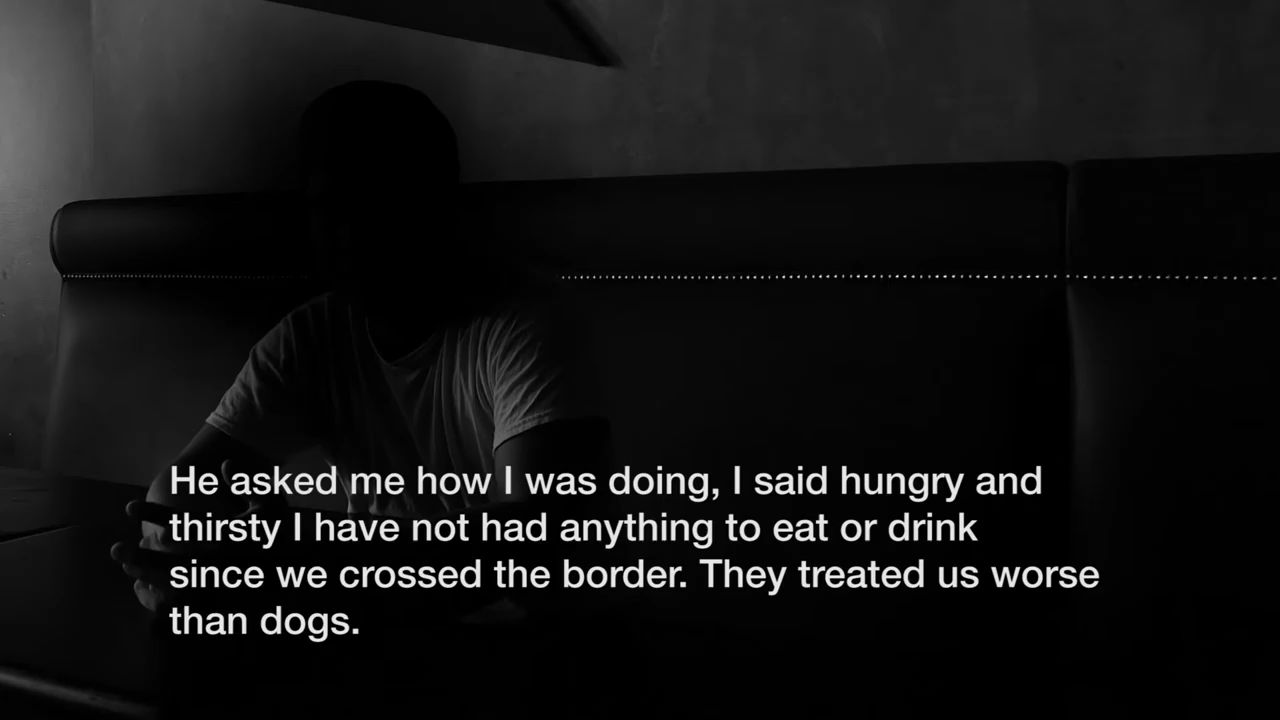 He asked me how I was doing, I said hungry and
thirsty I have not had anything to eat or drink
since we crossed the border. They treated us worse
than dogs.